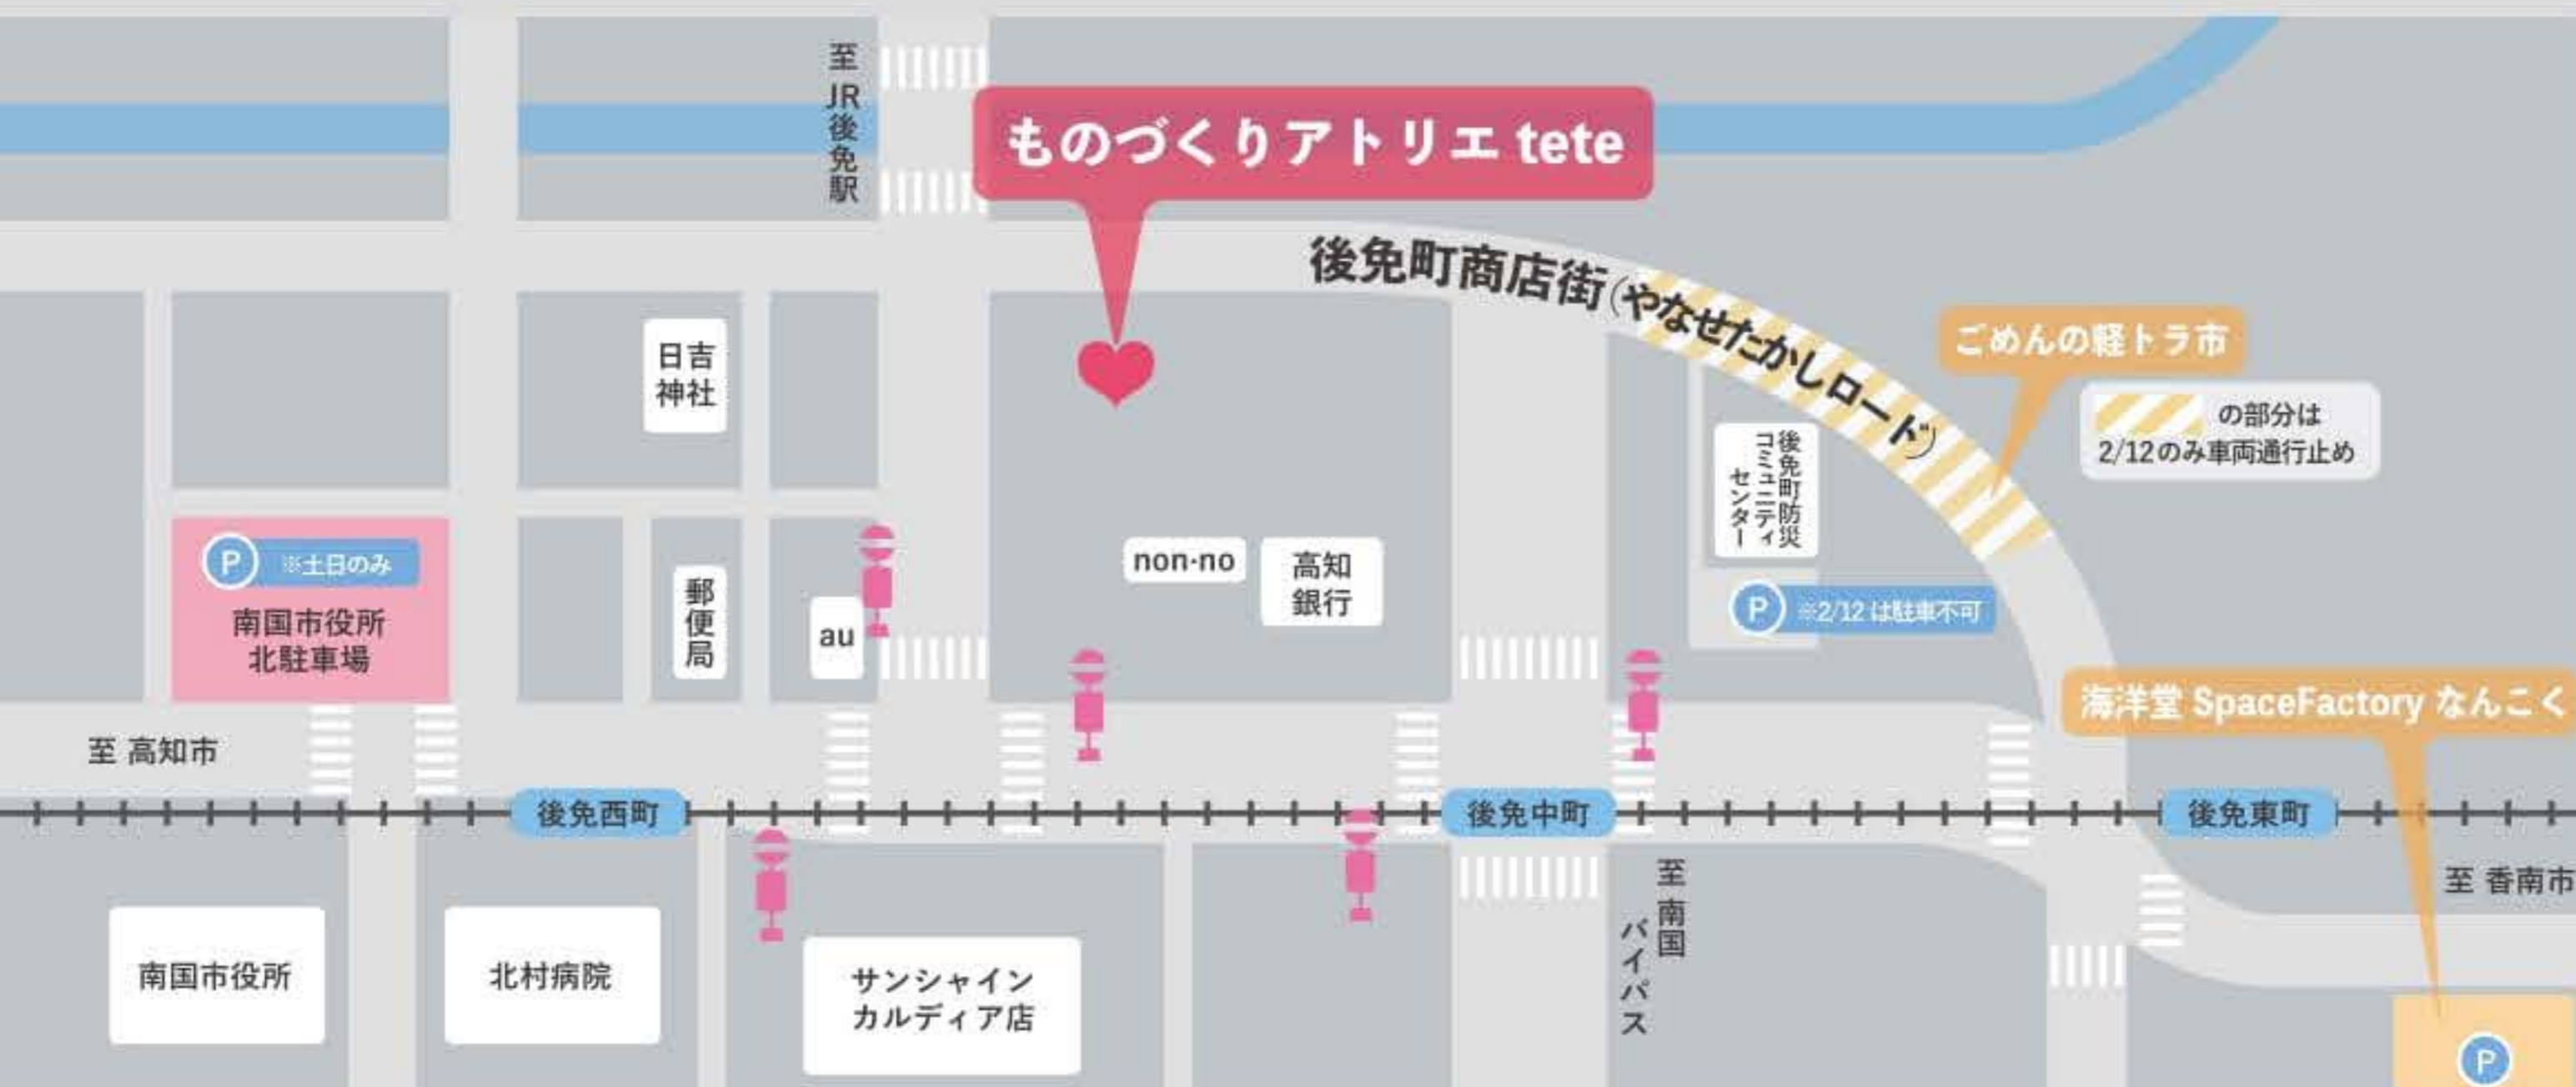 至 JR後免駅
ものづくりアトリエ tete
後免町商店街(やなせたかしロード)
ごめんの軽トラ市
の部分は
2/12のみ車両通行止め
日吉
神社
後免町防災
コミュニティ
センター
P ※土日のみ
南国市役所
北駐車場
郵便局
au
non·no
高知
銀行
P ※2/12 は駐車不可
海洋堂 SpaceFactory なんこく
至 高知市
後免西町
後免中町
後免東町
至 香南市
至 南国
バイパス
南国市役所
北村病院
サンシャイン
カルディア店
P